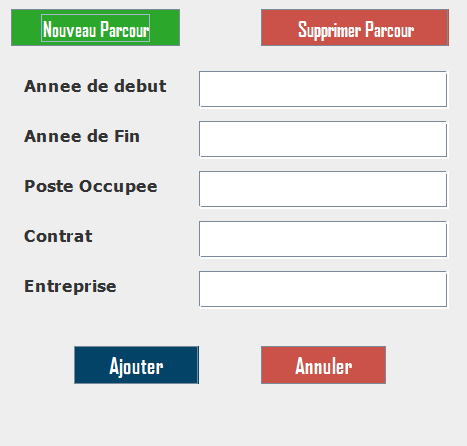 Nouveau Parcour
Supprimer Parcour
Annee de debut
Annee de Fin
Poste Occupee
Contrat
Entreprise
Ajouter
Annuler